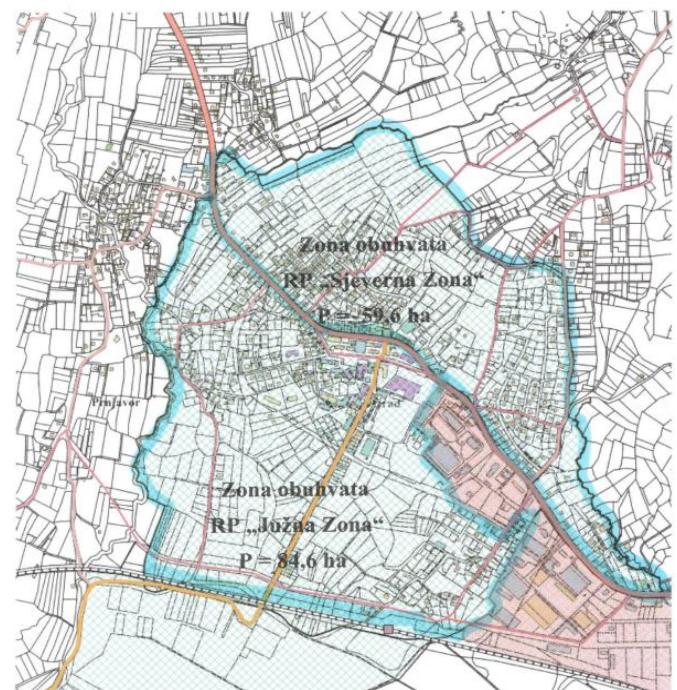 Zona obuhvata
RP „Sjeverna Zona“
P = 59,6 ha
Prnjavor
Zona obuhvata
RP „Južna Zona“
P = 84,6 ha